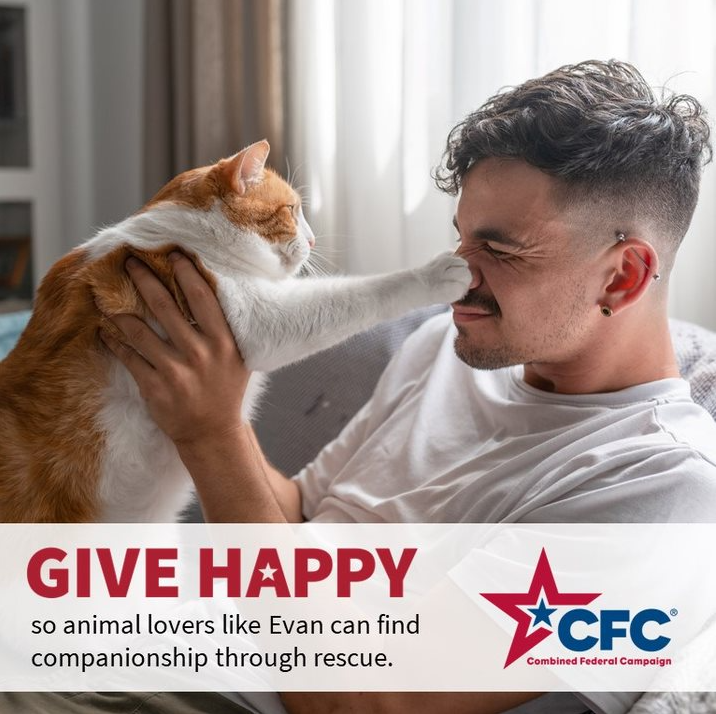 GIVE HAPPY
so animal lovers like Evan can find
companionship through rescue.
CFC®
Combined Federal Campaign